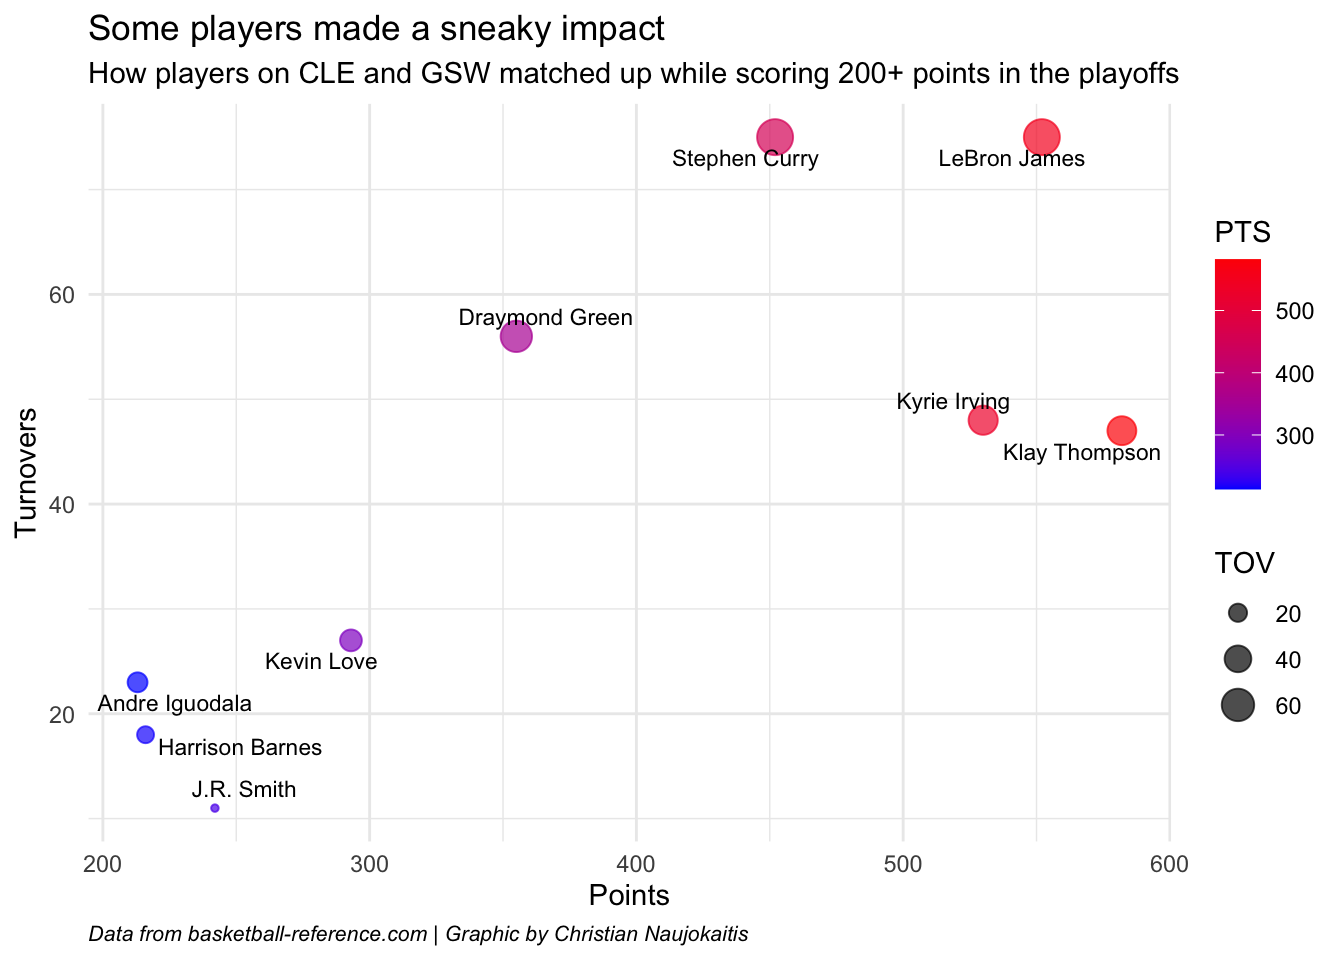 Some players made a sneaky impact
How players on CLE and GSW matched up while scoring 200+ points in the playoffs
Stephen Curry
LeBron James
Draymond Green
Kyrie Irving
Klay Thompson
Kevin Love
Andre Iguodala
Harrison Barnes
J.R. Smith
60
40
20
Turnovers
200
300
400
500
600
Points
PTS
500
400
300
TOV
20
40
60
Data from basketball-reference.com | Graphic by Christian Naujokaitis